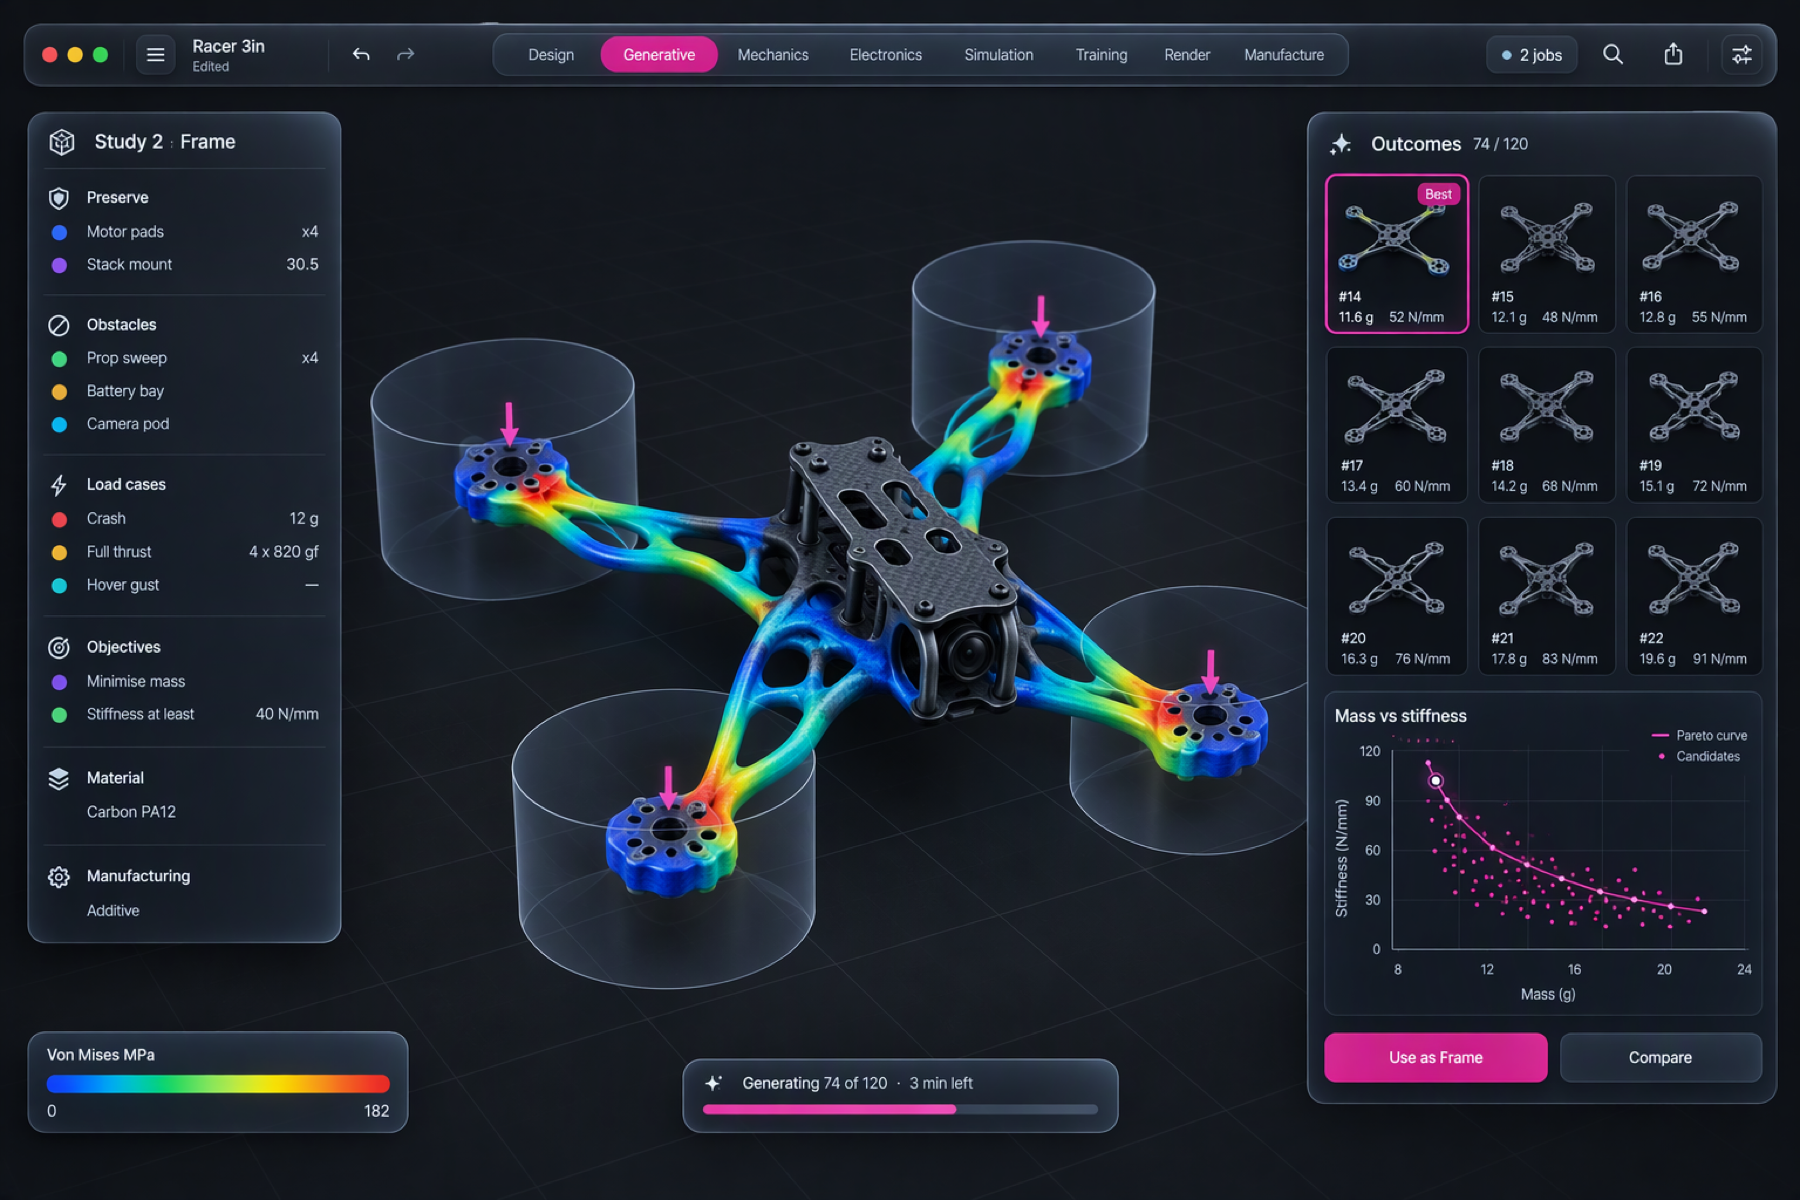 Racer 3in
Edited
Design
Generative
Mechanics
Electronics
Simulation
Training
Render
Manufacture
2 jobs
Study 2 : Frame
Preserve
Motor pads x4
Stack mount 30.5
Obstacles
Prop sweep x4
Battery bay
Camera pod
Load cases
Crash 12 g
Full thrust 4 x 820 gf
Hover gust —
Objectives
Minimise mass
Stiffness at least 40 N/mm
Material
Carbon PA12
Manufacturing
Additive
Von Mises MPa
0 182
Generating 74 of 120 · 3 min left
Outcomes 74 / 120
Best
#14
11.6 g 52 N/mm
#15
12.1 g 48 N/mm
#16
12.8 g 55 N/mm
#17
13.4 g 60 N/mm
#18
14.2 g 68 N/mm
#19
15.1 g 72 N/mm
#20
16.3 g 76 N/mm
#21
17.8 g 83 N/mm
#22
19.6 g 91 N/mm
Mass vs stiffness
Pareto curve
Candidates
Stiffness (N/mm)
120
90
60
30
0
8 12 16 20 24
Mass (g)
Use as Frame
Compare